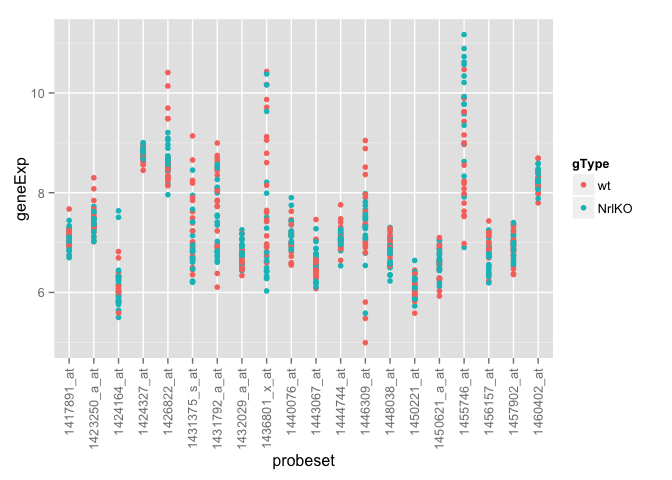 10
8
6
geneExp
1417891_at
1423250_a_at
1424164_at
1424327_at
1426822_at
1431375_s_at
1431792_a_at
1432029_a_at
1436801_x_at
1440076_at
1443067_at
1444744_at
1446309_at
1448038_at
1450221_at
1450621_a_at
1455746_at
1456157_at
1457902_at
1460402_at
probeset
gType
wt
NrlKO